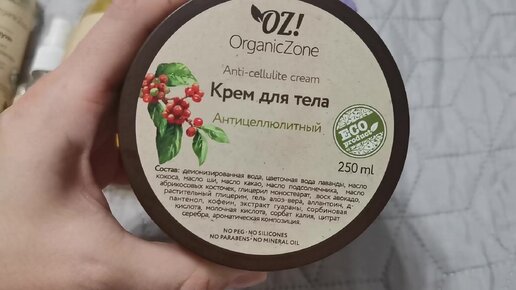 OZ!
OrganicZone
Anti-cellulite cream
Крем для тела
Антицеллюлитный
ECO
product
250 ml
Состав: деионизированная вода, цветочная вода лаванды, масло
кокоса, масло ши, масло какао, масло подсолнечника, масло
абрикосовых косточек, глицерил моностеарат, воск авокадо,
растительный глицерин, гель алоэ вера, аллантоин, д-
пантенол, кофеин, экстракт гуараны, сорбиновая
кислота, молочная кислота, сорбат калия, цитрат
серебра, ароматическая композиция.
NO PEG · NO SILICONES
NO PARABENS · NO MINERAL OIL